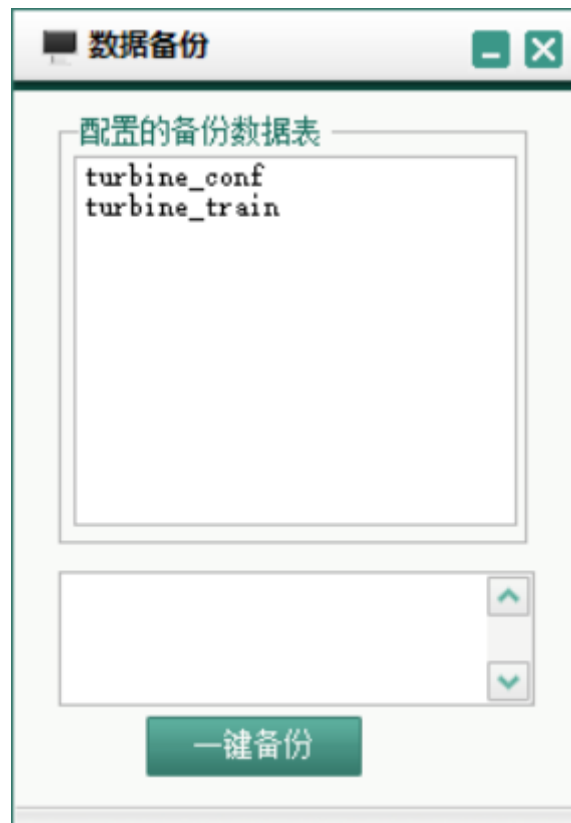 数据备份
配置的备份数据表
turbine_conf
turbine_train
一键备份